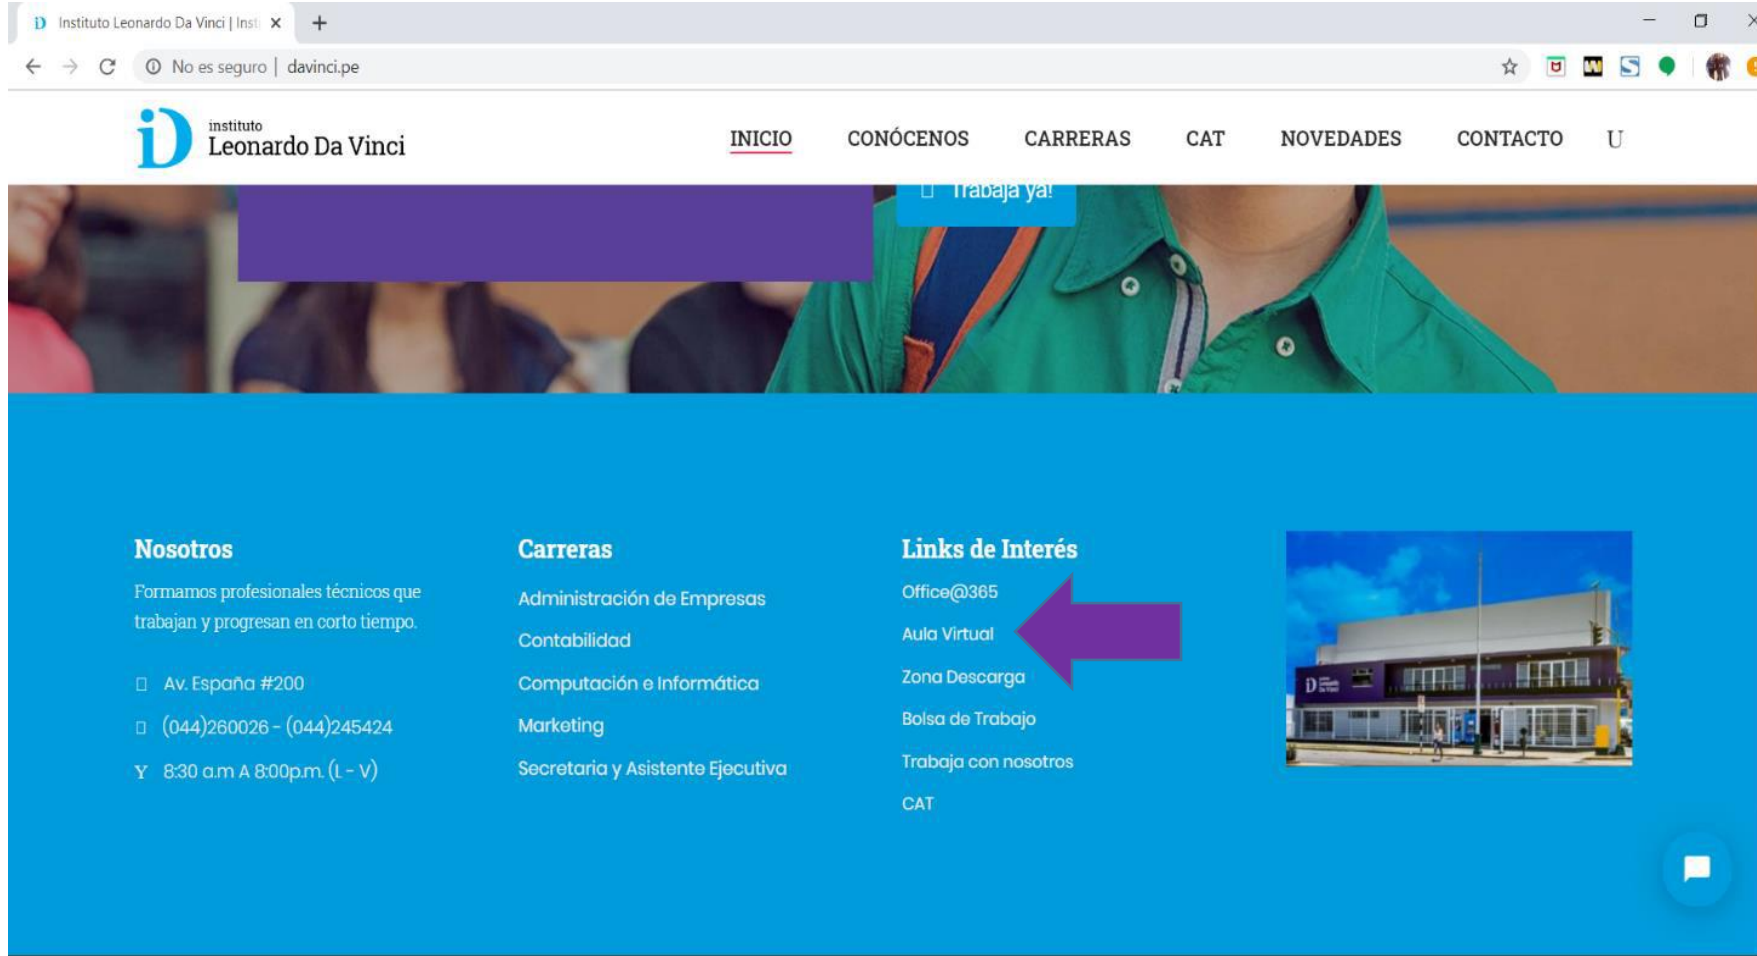 Instituto Leonardo Da Vinci | Inst
No es seguro | davinci.pe
instituto
Leonardo Da Vinci
INICIO CONÓCENOS CARRERAS CAT NOVEDADES CONTACTO U
Trabaja ya!
Nosotros
Formamos profesionales técnicos que
trabajan y progresan en corto tiempo.
Av. España #200
(044)260026 - (044)245424
Y 8:30 a.m A 8:00p.m. (L - V)
Carreras
Administración de Empresas
Contabilidad
Computación e Informática
Marketing
Secretaria y Asistente Ejecutiva
Links de Interés
Office@365
Aula Virtual
Zona Descarga
Bolsa de Trabajo
Trabaja con nosotros
CAT